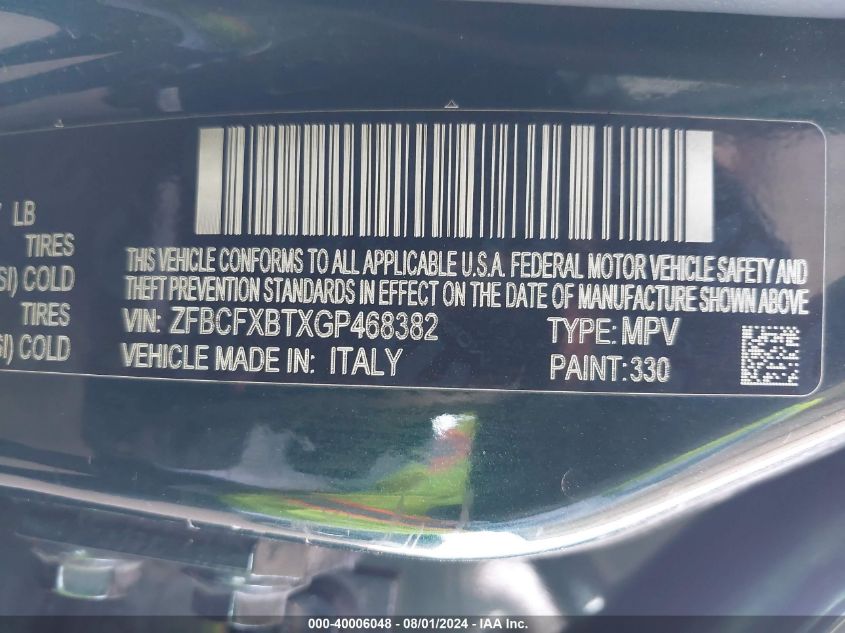 LB
TIRES
SI) COLD
TIRES
SI) COLD
THIS VEHICLE CONFORMS TO ALL APPLICABLE U.S.A. FEDERAL MOTOR VEHICLE SAFETY AND
THEFT PREVENTION STANDARDS IN EFFECT ON THE DATE OF MANUFACTURE SHOWN ABOVE
VIN: ZFBCFXBTXGP468382 TYPE: MPV
VEHICLE MADE IN: ITALY PAINT: 330
000-40006048 - 08/01/2024 - IAA Inc.